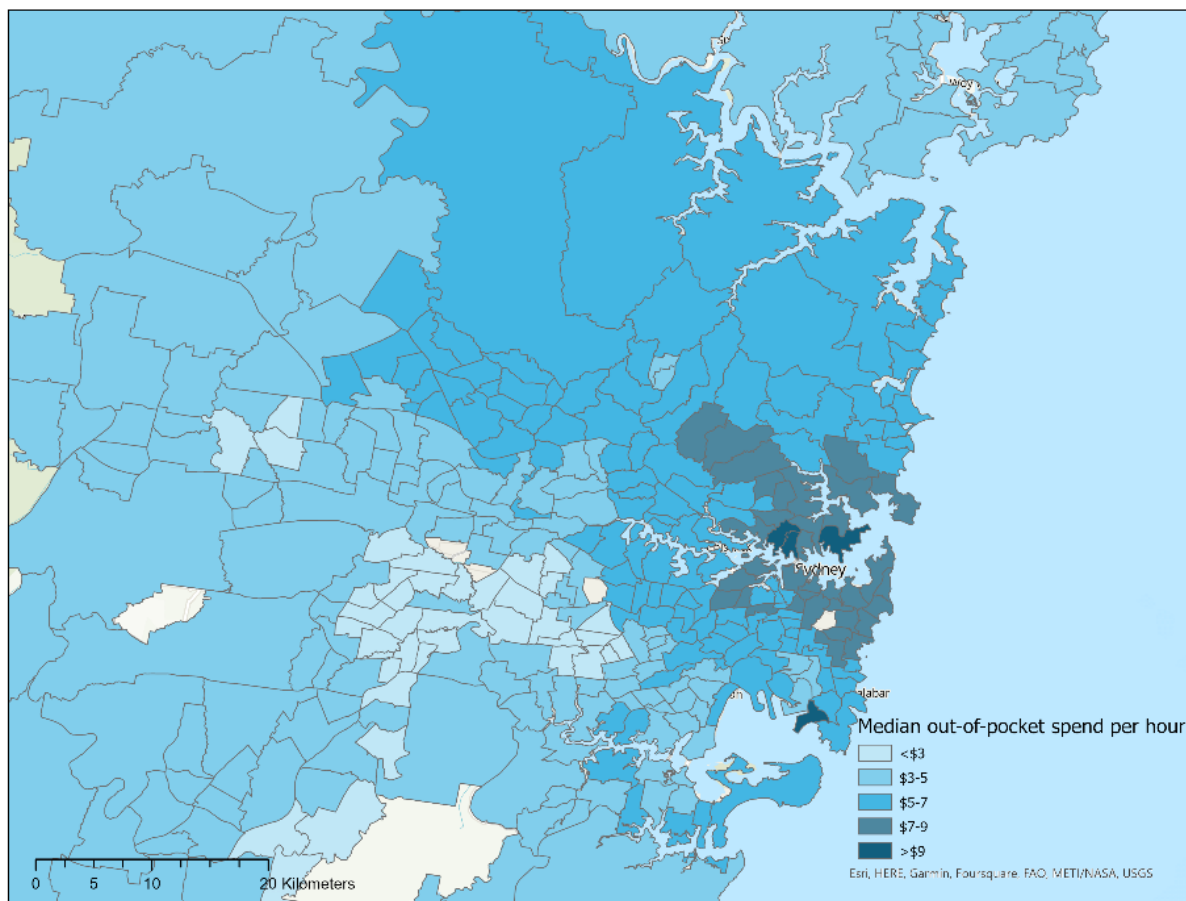 Sydney
alabar
Median out-of-pocket spend per hour
<$3
$3-5
$5-7
$7-9
>$9
0 5 10 20 Kilometers
Esri, HERE, Garmin, Foursquare, FAO, METI/NASA, USGS